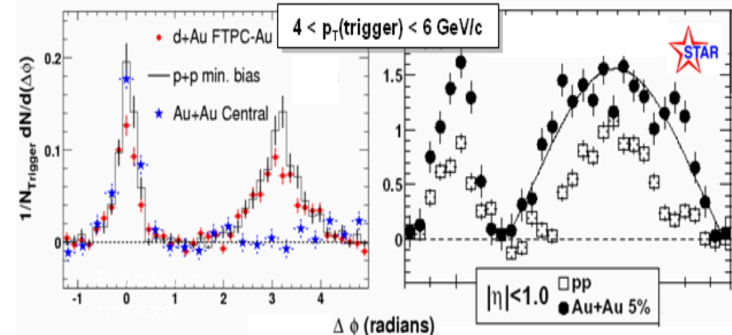 4 < pT(trigger) < 6 GeV/c
d+Au FTPC-Au
p+p min. bias
Au+Au Central
STAR
1/NTrigger dN/d(Δϕ)
0.2
0.1
0
-1 0 1 2 3 4
1.5
1
0.5
0
|η|<1.0
pp
Au+Au 5%
Δ ϕ (radians)